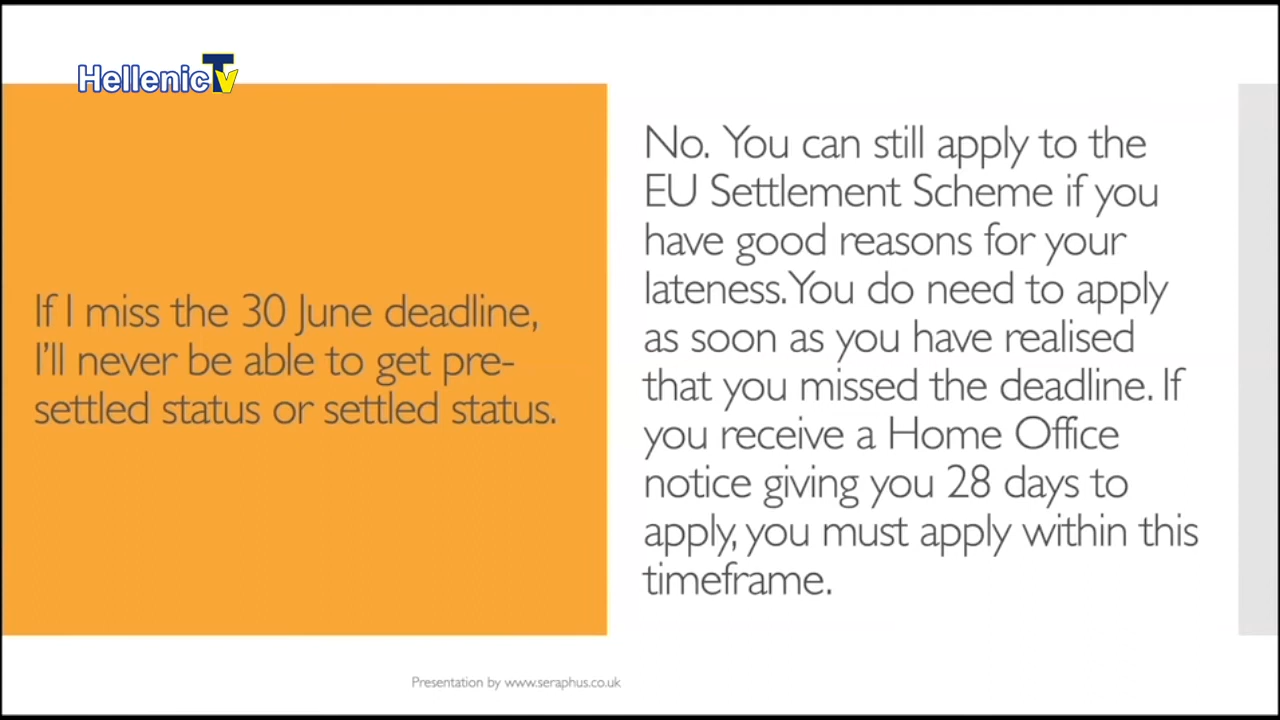 HellenicTv
If I miss the 30 June deadline,
I'll never be able to get pre-
settled status or settled status.
No. You can still apply to the
EU Settlement Scheme if you
have good reasons for your
lateness. You do need to apply
as soon as you have realised
that you missed the deadline. If
you receive a Home Office
notice giving you 28 days to
apply, you must apply within this
timeframe.
Presentation by www.seraphus.co.uk